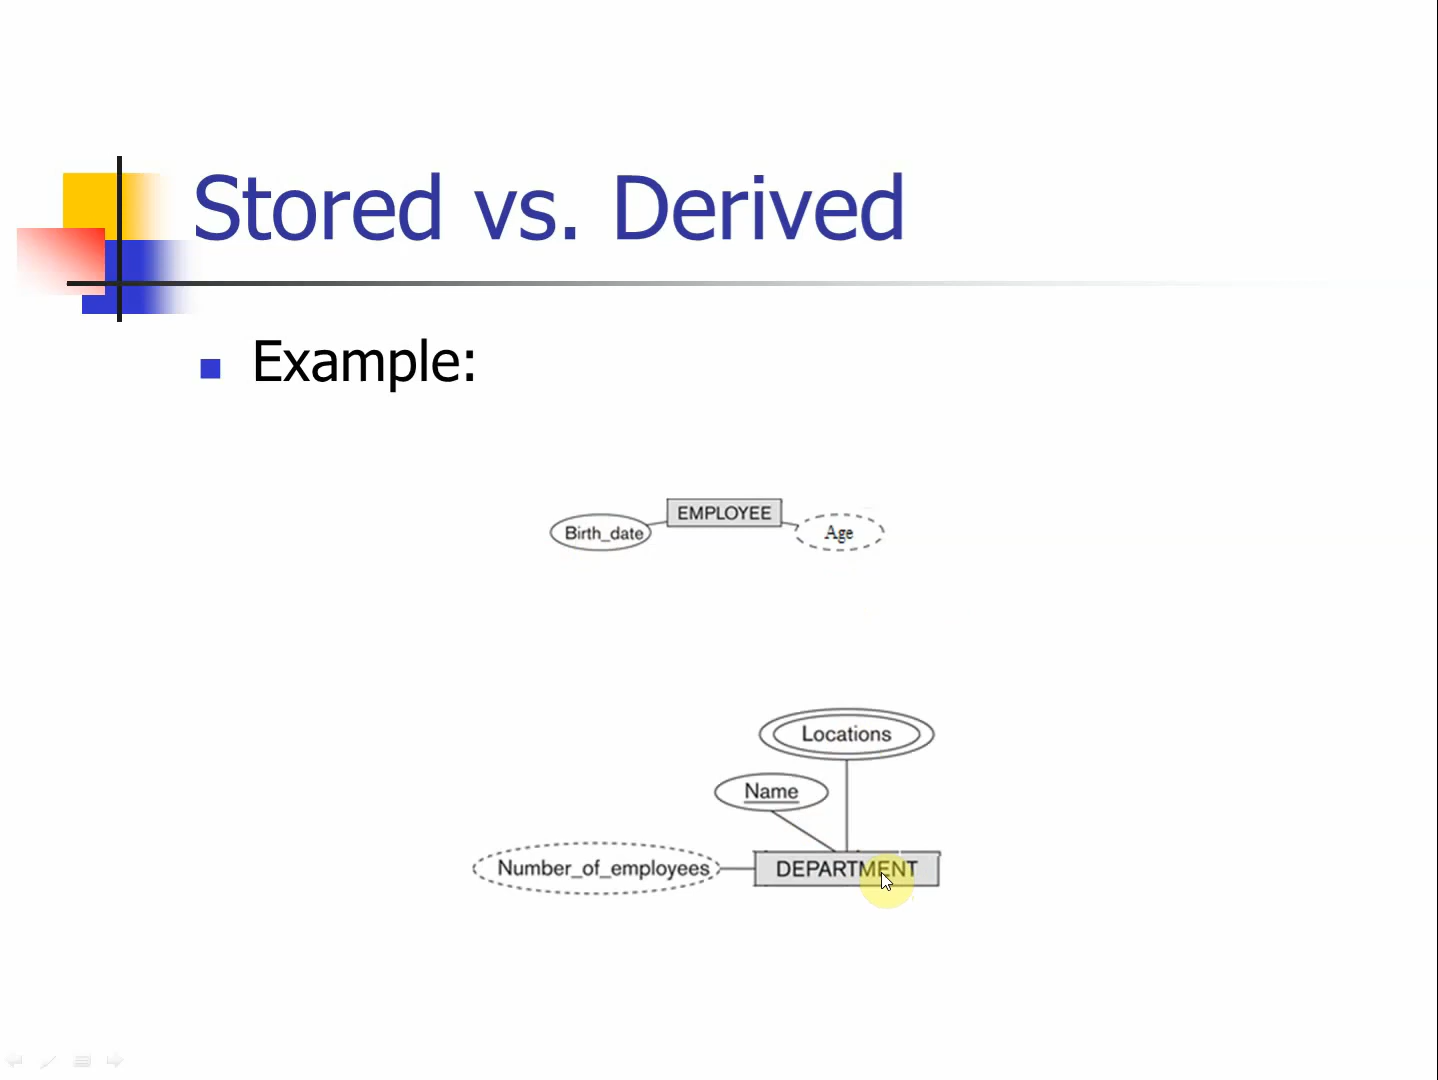 Stored vs. Derived
Example:
EMPLOYEE
Birth_date
Age
Locations
Name
Number_of_employees
DEPARTMENT